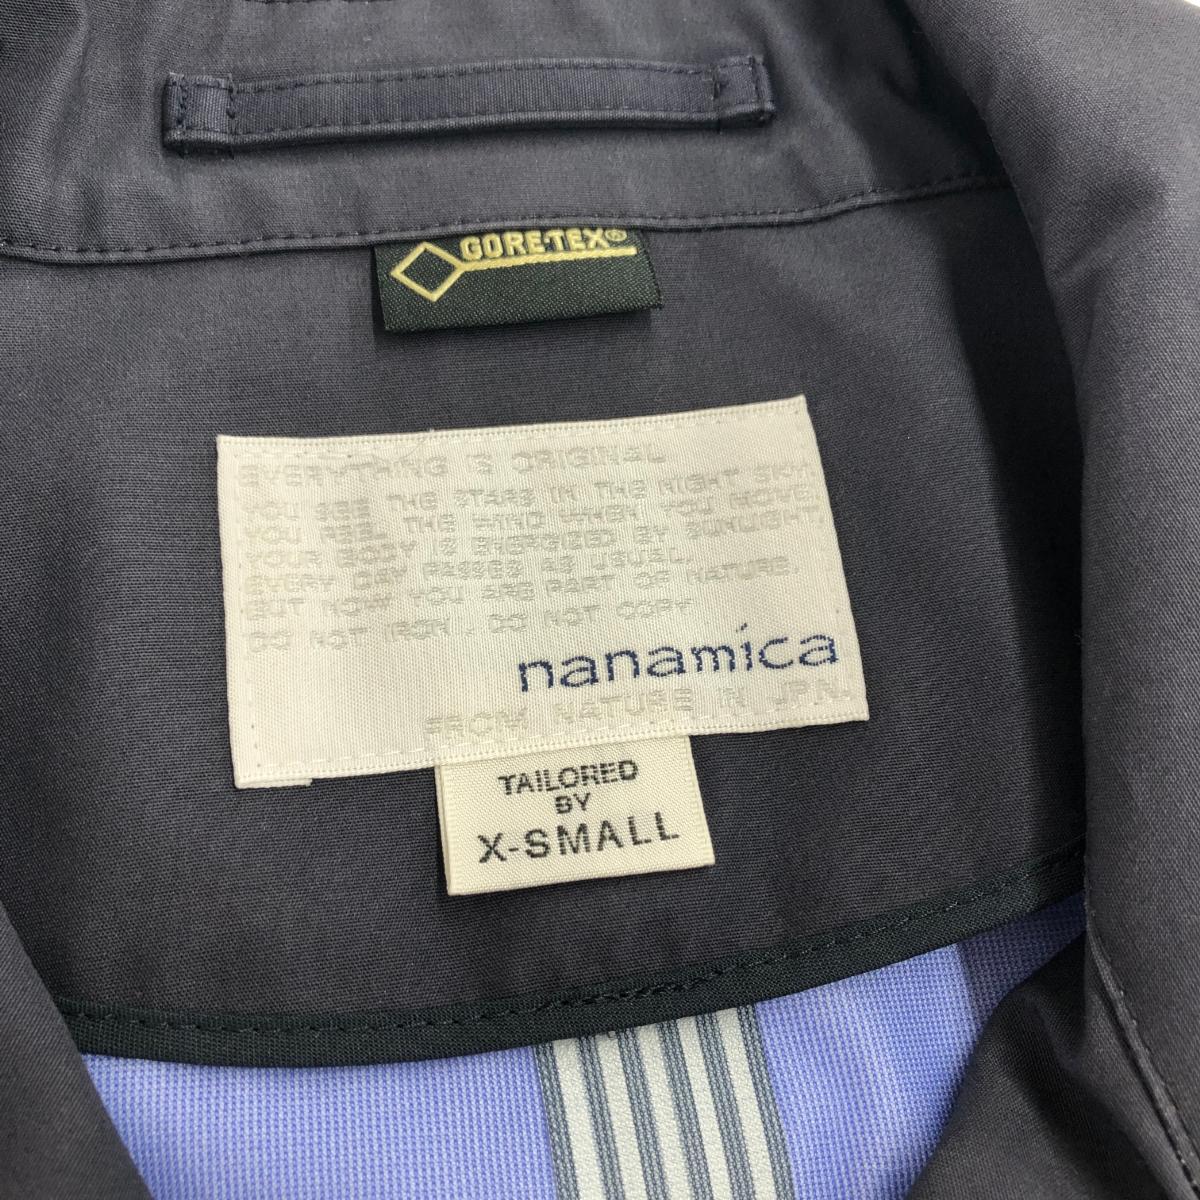 GORE-TEX®
EVERYTHING IS ORIGINAL
YOU SEE THE STARS IN THE NIGHT SKY.
YOU FEEL THE WIND WHEN YOU MOVE.
YOUR BODY IS ENERGIZED BY SUNLIGHT.
EVERY DAY PASSES AS USUAL.
BUT NOW YOU ARE PART OF NATURE.
DO NOT IRON. DO NOT COPY
nanamica
FROM NATURE IN JPN.
TAILORED
BY
X-SMALL